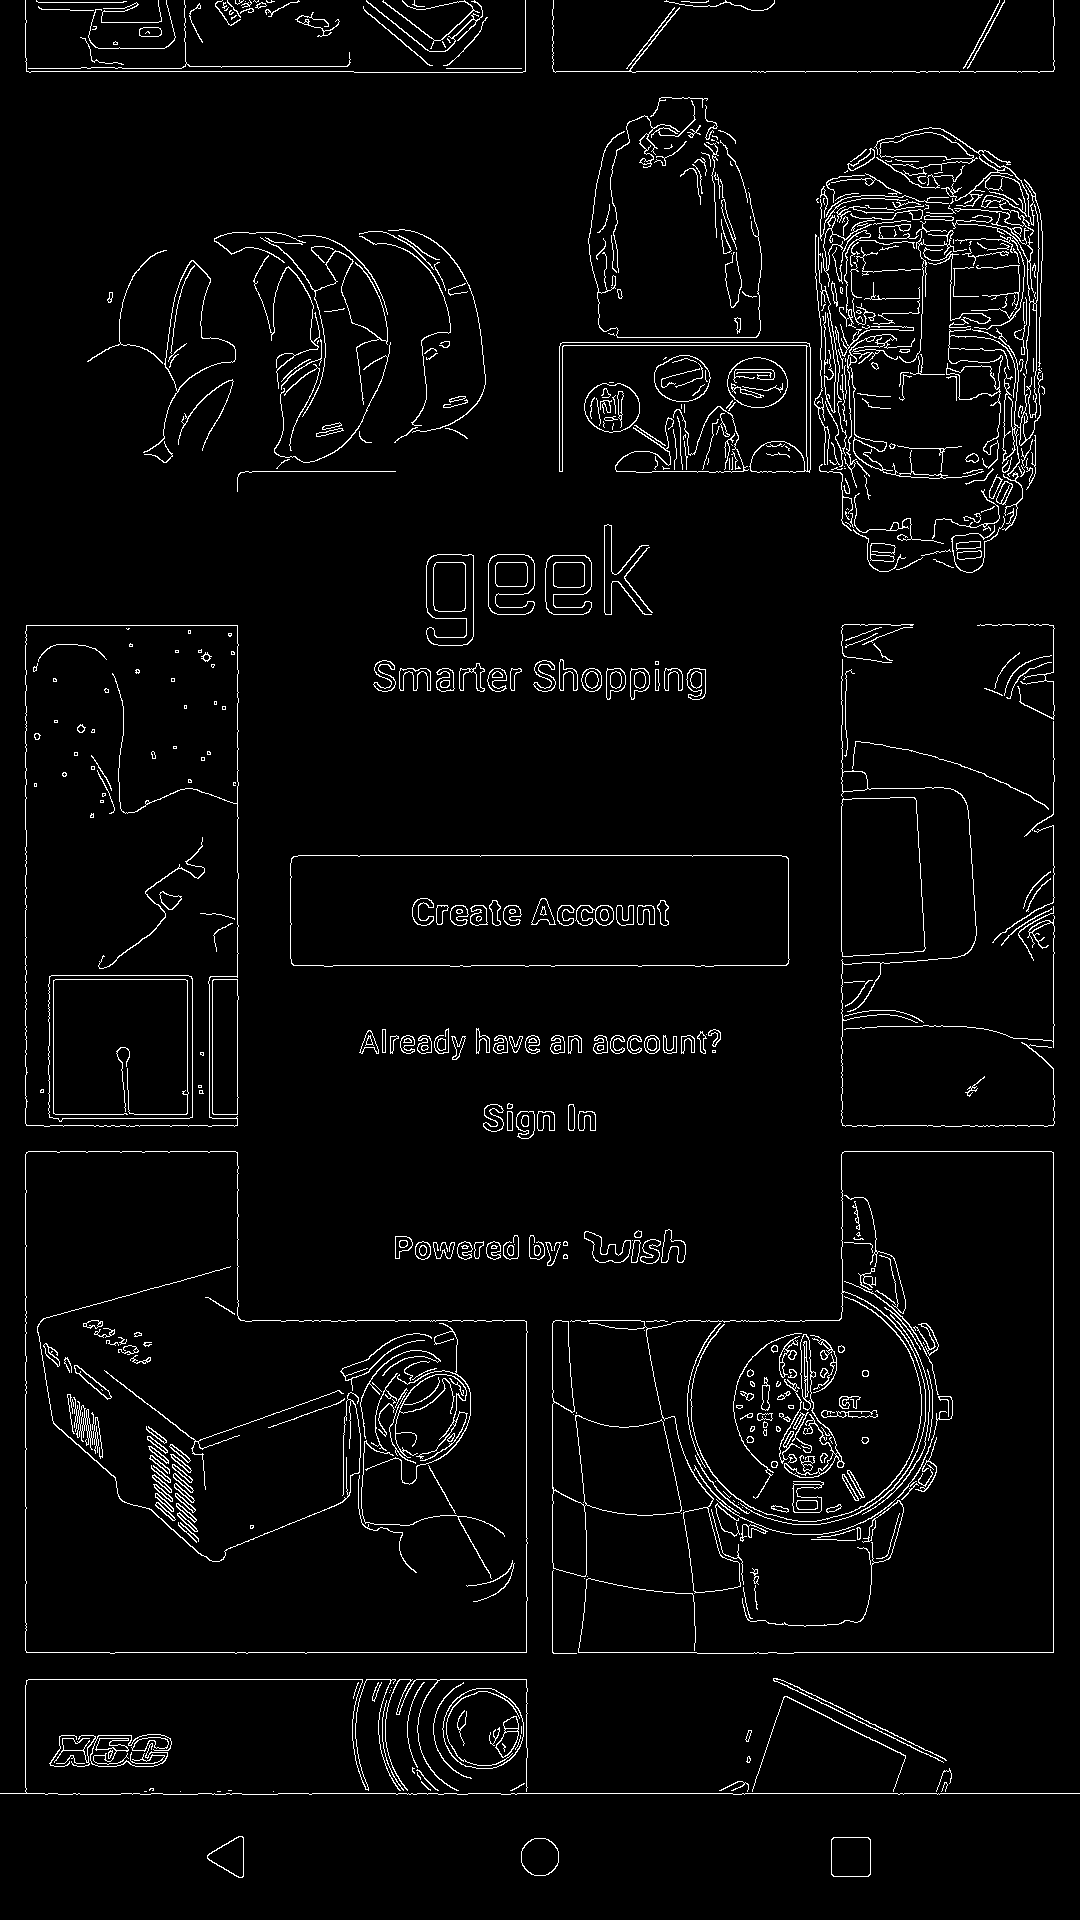 geek
Smarter Shopping
Create Account
Already have an account?
Sign In
Powered by: wish
GT
6
X5C